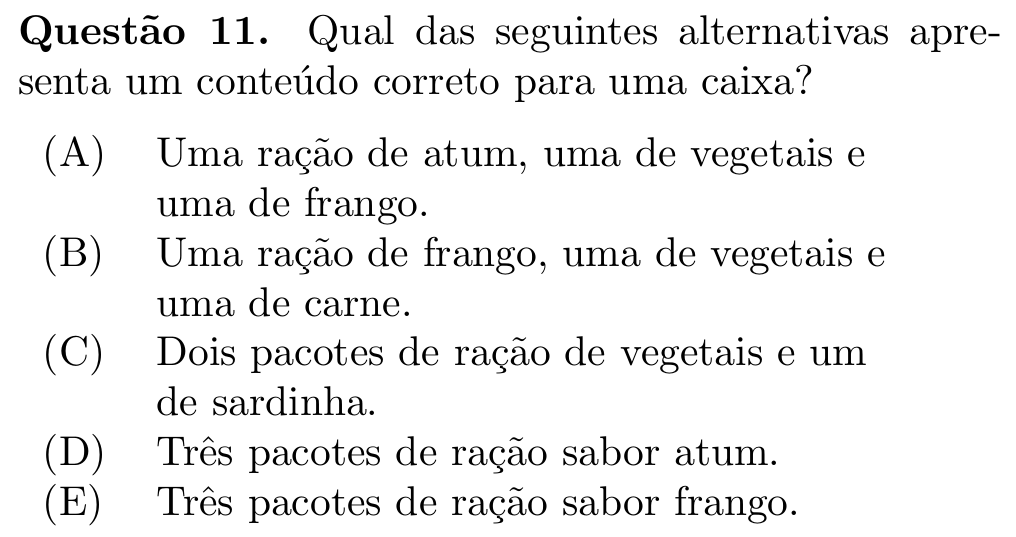 Questão 11. Qual das seguintes alternativas apre-
senta um conteúdo correto para uma caixa?
(A) Uma ração de atum, uma de vegetais e
uma de frango.
(B) Uma ração de frango, uma de vegetais e
uma de carne.
(C) Dois pacotes de ração de vegetais e um
de sardinha.
(D) Três pacotes de ração sabor atum.
(E) Três pacotes de ração sabor frango.